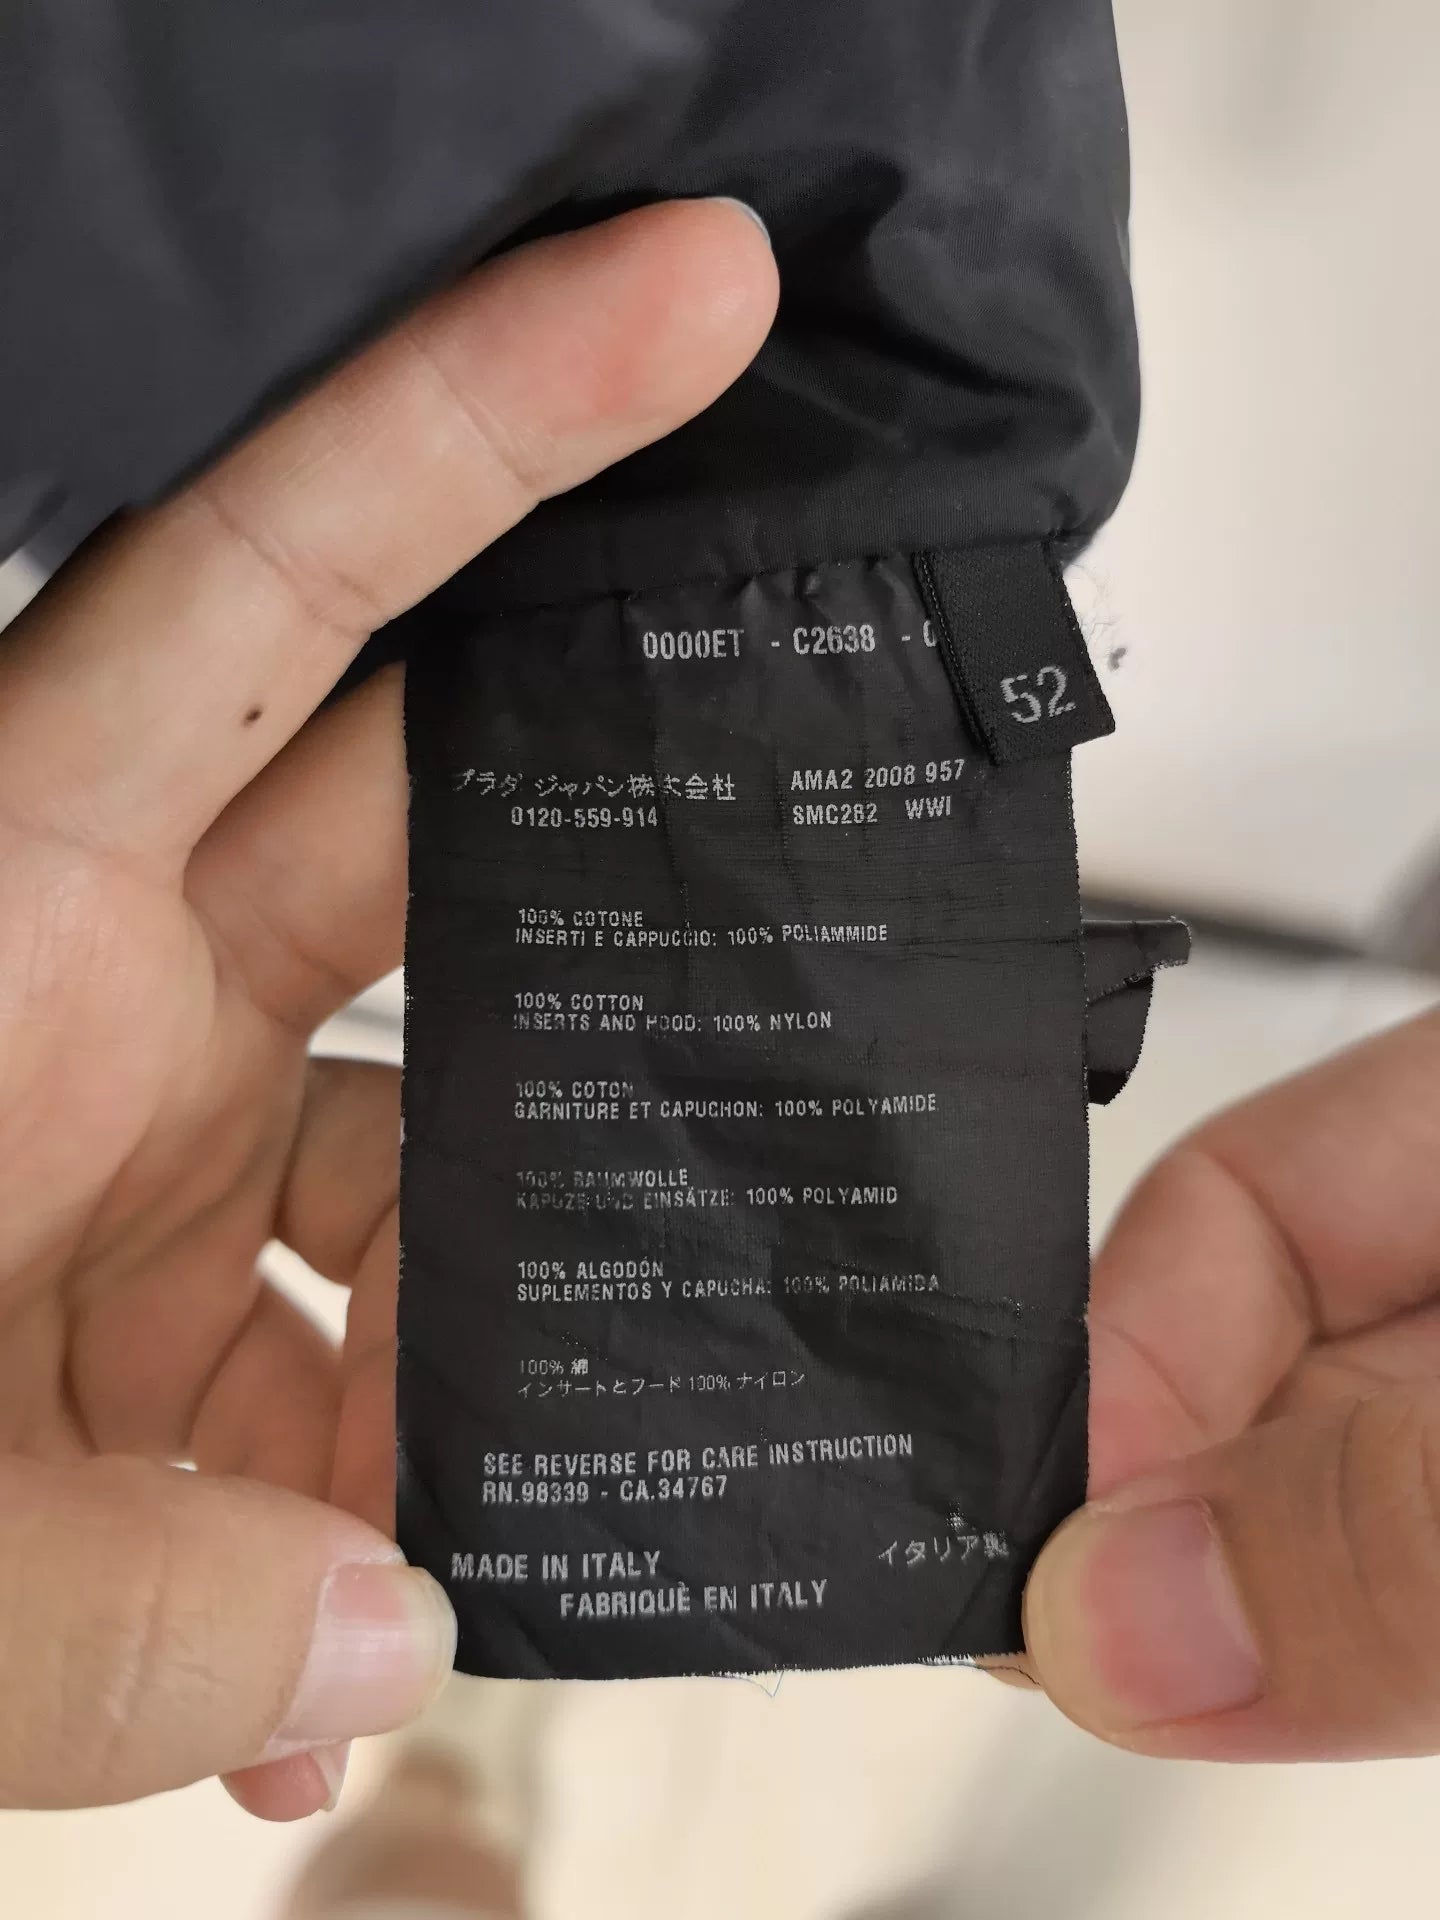 0000ET - C2638 - 0
52
プラダ ジャパン株式会社
0120-559-914
AMA2 2008 957
SMC282 WWI
100% COTONE
INSERTI E CAPPUCCIO: 100% POLIAMMIDE
100% COTTON
INSERTS AND HOOD: 100% NYLON
100% COTON
GARNITURE ET CAPUCHON: 100% POLYAMIDE
100% BAUMWOLLE
KAPUZE UND EINSÄTZE: 100% POLYAMID
100% ALGODÓN
SUPLEMENTOS Y CAPUCHA: 100% POLIAMIDA
100% 綿
インサートとフード 100% ナイロン
SEE REVERSE FOR CARE INSTRUCTION
RN.98339 - CA.34767
MADE IN ITALY
FABRIQUÈ EN ITALY
イタリア製